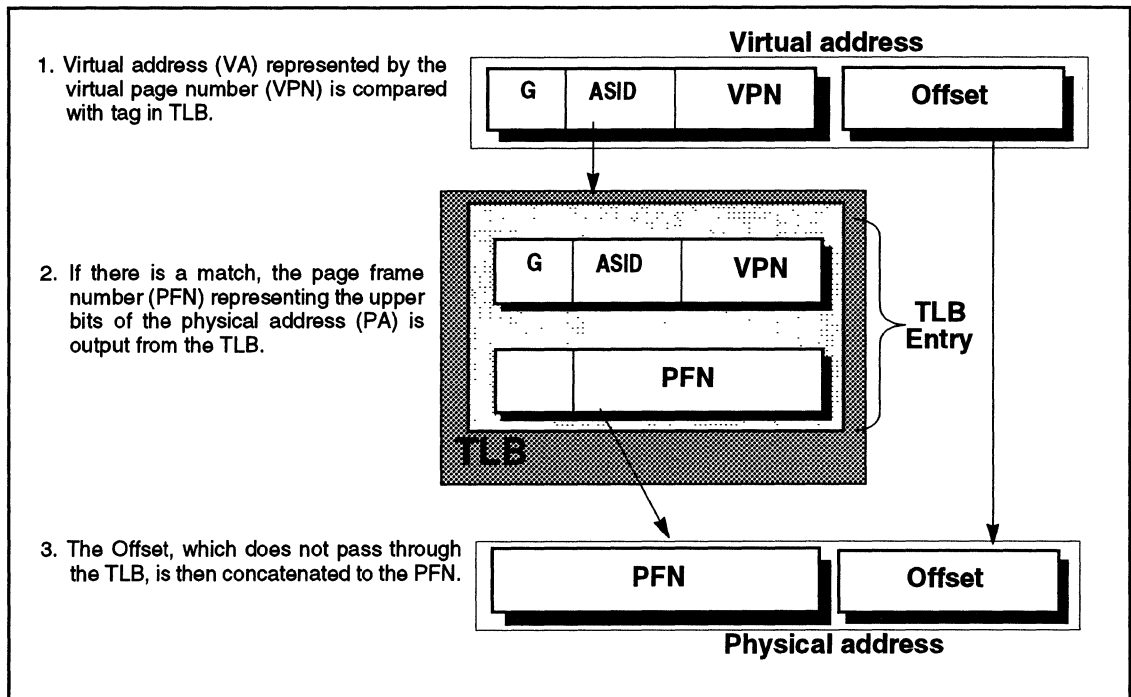 Virtual address
1. Virtual address (VA) represented by the
virtual page number (VPN) is compared
with tag in TLB.
G ASID VPN Offset
2. If there is a match, the page frame
number (PFN) representing the upper
bits of the physical address (PA) is
output from the TLB.
G ASID VPN
PFN
TLB
TLB
Entry
3. The Offset, which does not pass through
the TLB, is then concatenated to the PFN.
PFN Offset
Physical address